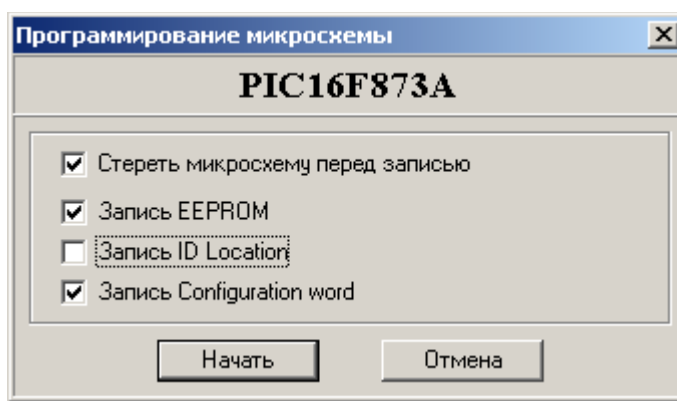 Программирование микросхемы
PIC16F873A
Стереть микросхему перед записью
Запись EEPROM
Запись ID Location
Запись Configuration word
Начать
Отмена